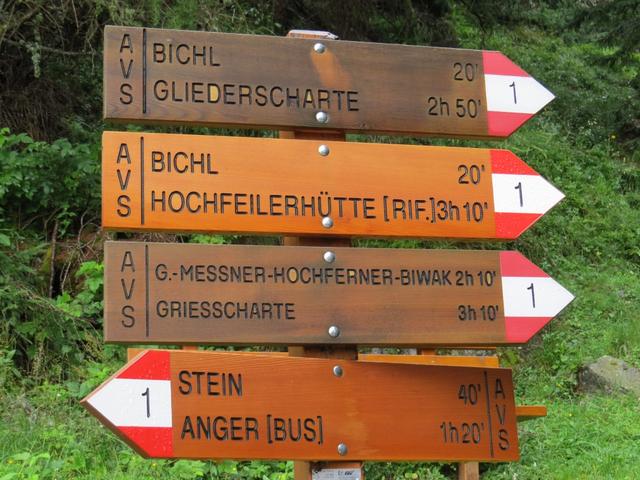 AVS
BICHL 20'
GLIEDERSCHARTE 2h 50'
1
AVS
BICHL 20'
HOCHFEILERHÜTTE [RIF.] 3h 10'
1
AVS
G.-MESSNER-HOCHFERNER-BIWAK 2h 10'
GRIESSCHARTE 3h 10'
1
1
STEIN 40'
ANGER [BUS] 1h 20'
AVS